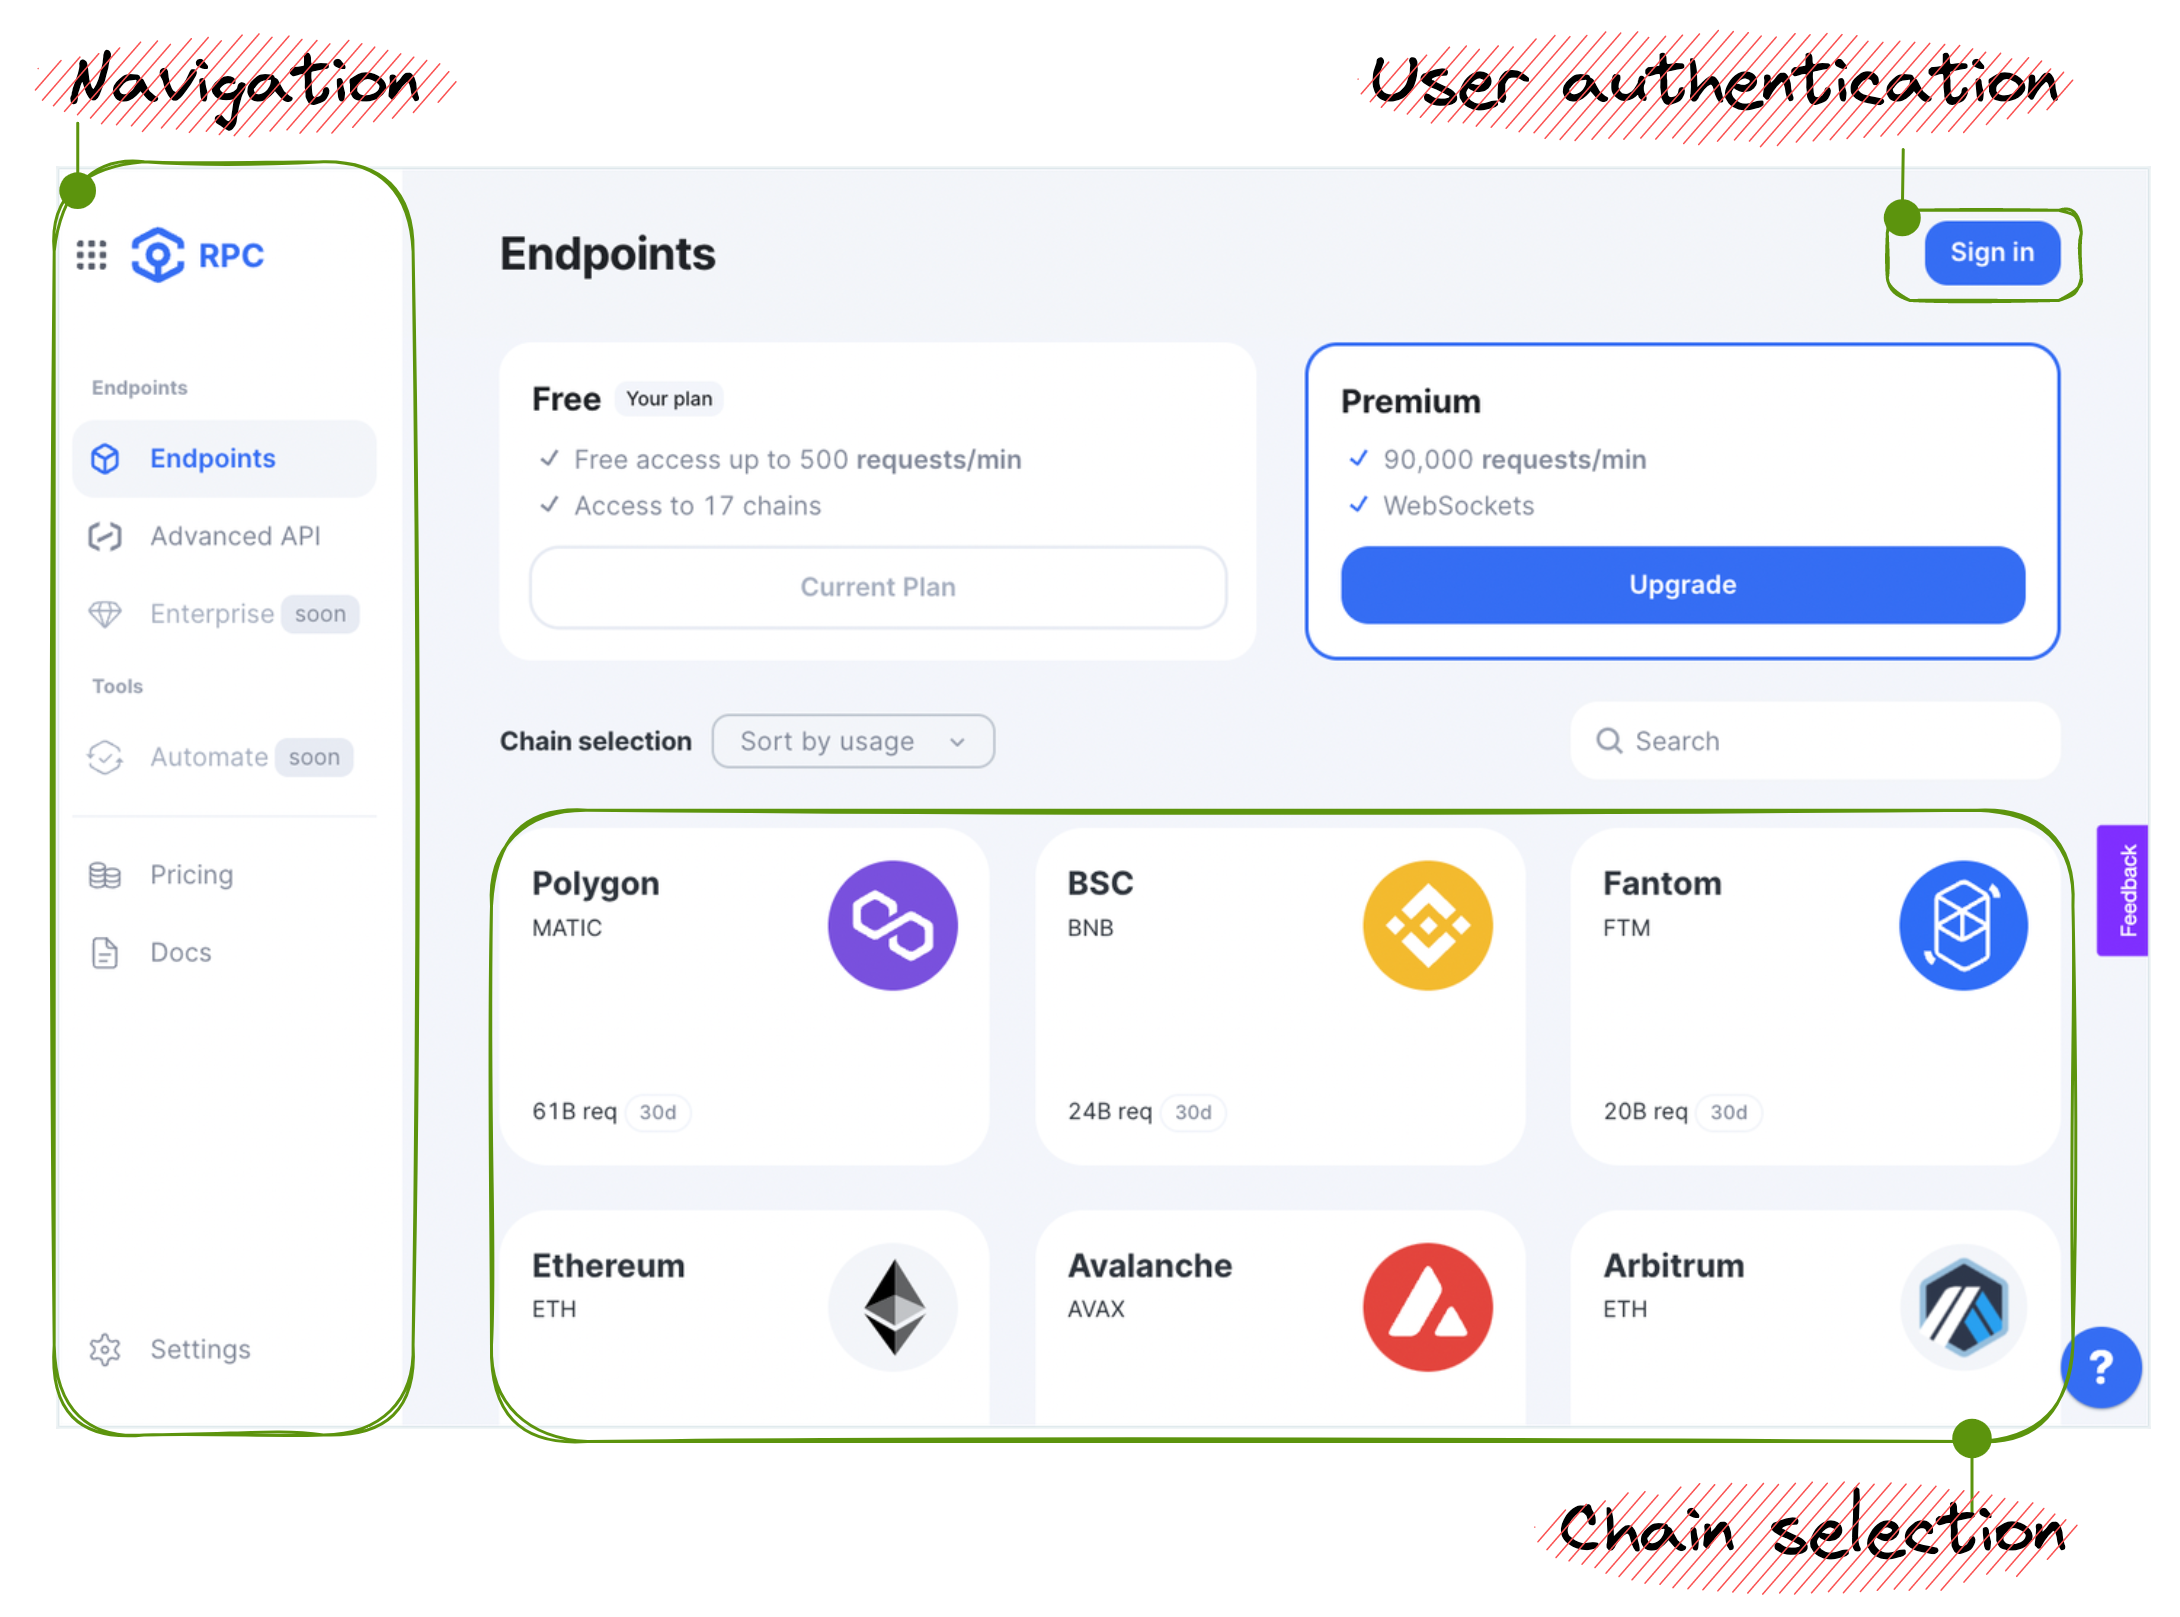 Navigation
User authentication
RPC
Endpoints
Endpoints
Advanced API
Enterprise soon
Tools
Automate soon
Pricing
Docs
Settings
Endpoints
Sign in
Free Your plan
Free access up to 500 requests/min
Access to 17 chains
Current Plan
Premium
90,000 requests/min
WebSockets
Upgrade
Chain selection Sort by usage
Search
Polygon
MATIC
61B req 30d
BSC
BNB
24B req 30d
Fantom
FTM
20B req 30d
Ethereum
ETH
Avalanche
AVAX
Arbitrum
ETH
Feedback
?
Chain selection